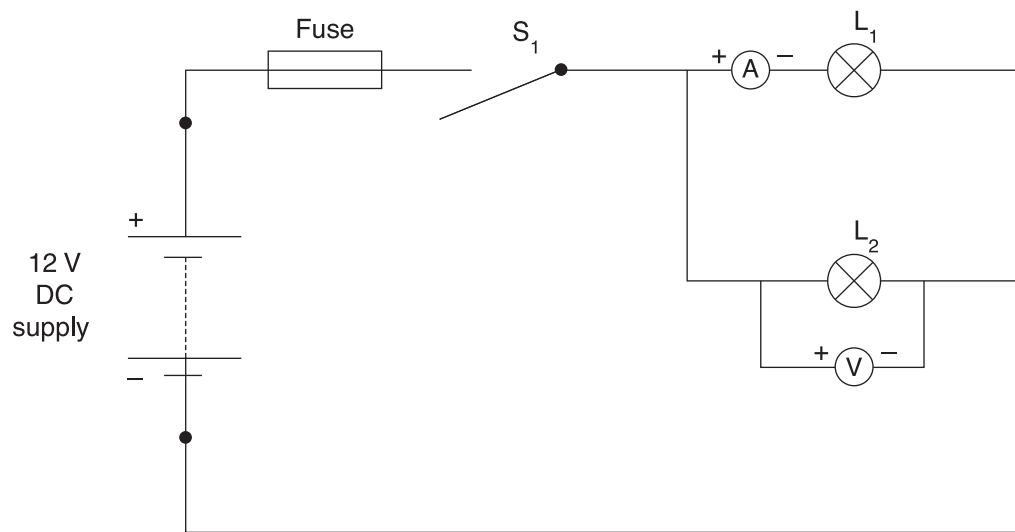 Fuse
S1
L1
+ A −
+
12 V
DC
supply
−
L2
+ V −